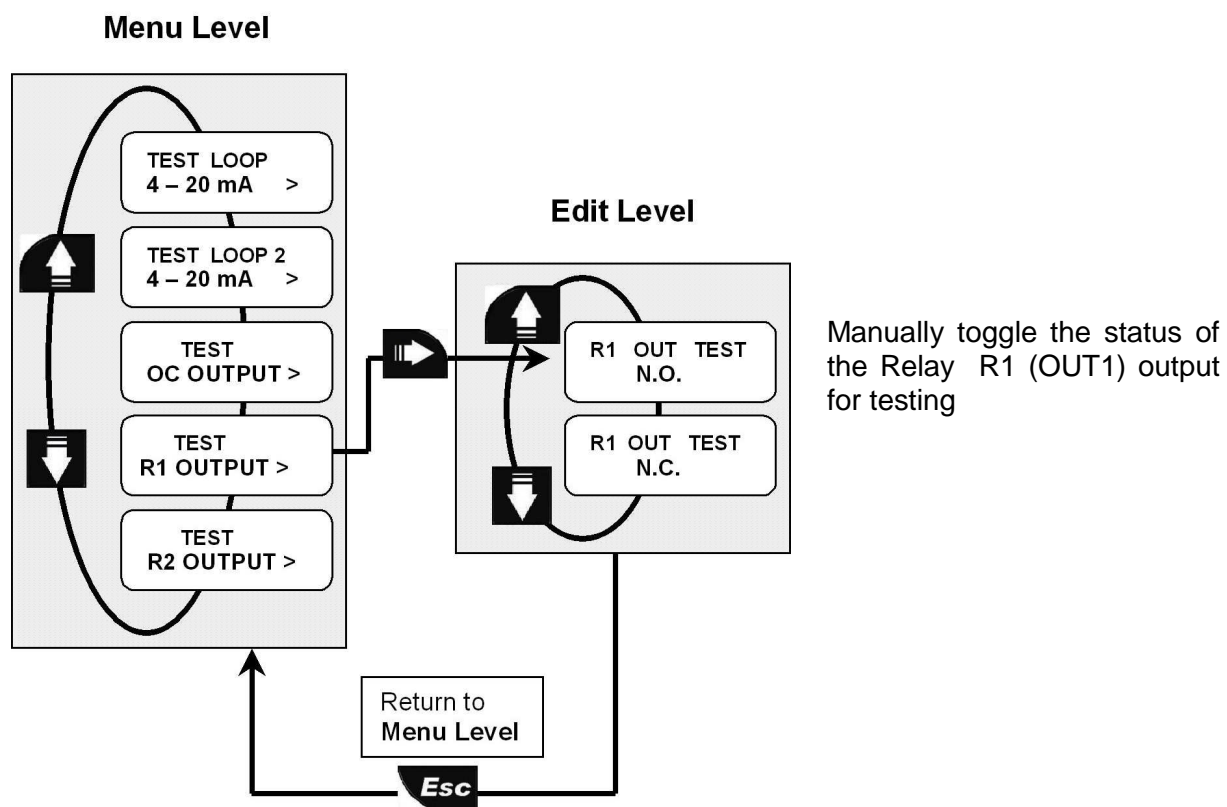 Menu Level
TEST LOOP
4 – 20 mA >
TEST LOOP 2
4 – 20 mA >
TEST
OC OUTPUT >
TEST
R1 OUTPUT >
TEST
R2 OUTPUT >
Edit Level
R1 OUT TEST
N.O.
R1 OUT TEST
N.C.
Manually toggle the status of
the Relay R1 (OUT1) output
for testing
Return to
Menu Level
Esc